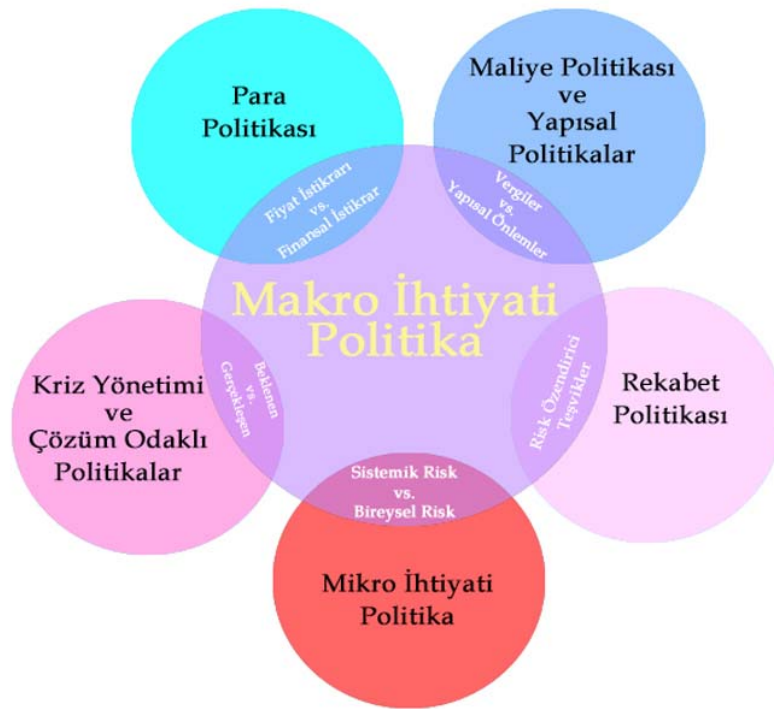 Para
Politikası
Maliye Politikası
ve
Yapısal
Politikalar
Fiyat İstikrarı
vs.
Finansal İstikrar
Vergiler
vs.
Yapısal Önlemler
Makro İhtiyati
Politika
Kriz Yönetimi
ve
Çözüm Odaklı
Politikalar
Beklenen
vs.
Gerçekleşen
Risk Özendirici
Teşvikler
Rekabet
Politikası
Sistemik Risk
vs.
Bireysel Risk
Mikro İhtiyati
Politika